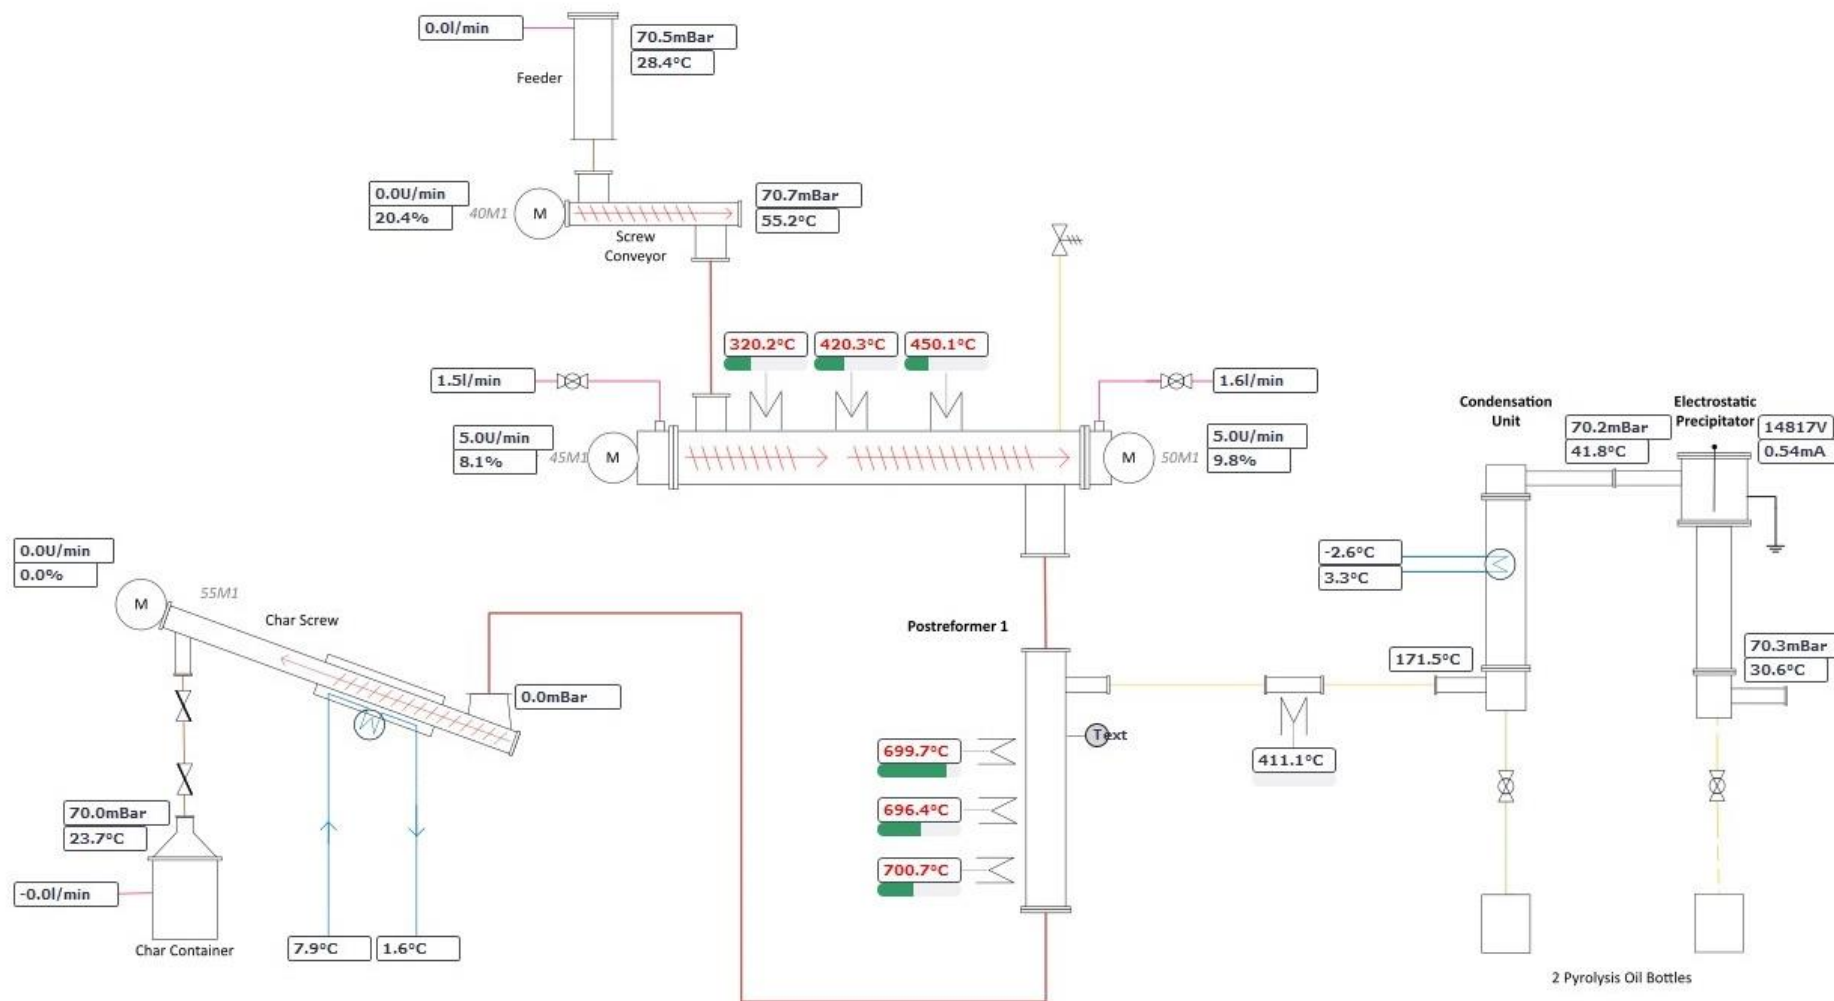 0.0l/min
70.5mBar
28.4°C
Feeder
0.0U/min
20.4%
40M1
M
70.7mBar
55.2°C
Screw
Conveyor
320.2°C
420.3°C
450.1°C
1.5l/min
1.6l/min
5.0U/min
8.1%
45M1
M
M
50M1
5.0U/min
9.8%
Condensation
Unit
Electrostatic
Precipitator
70.2mBar
41.8°C
14817V
0.54mA
-2.6°C
3.3°C
0.0U/min
0.0%
M
55M1
Char Screw
0.0mBar
Postreformer 1
171.5°C
70.3mBar
30.6°C
Text
699.7°C
696.4°C
700.7°C
411.1°C
70.0mBar
23.7°C
-0.0l/min
Char Container
7.9°C
1.6°C
2 Pyrolysis Oil Bottles